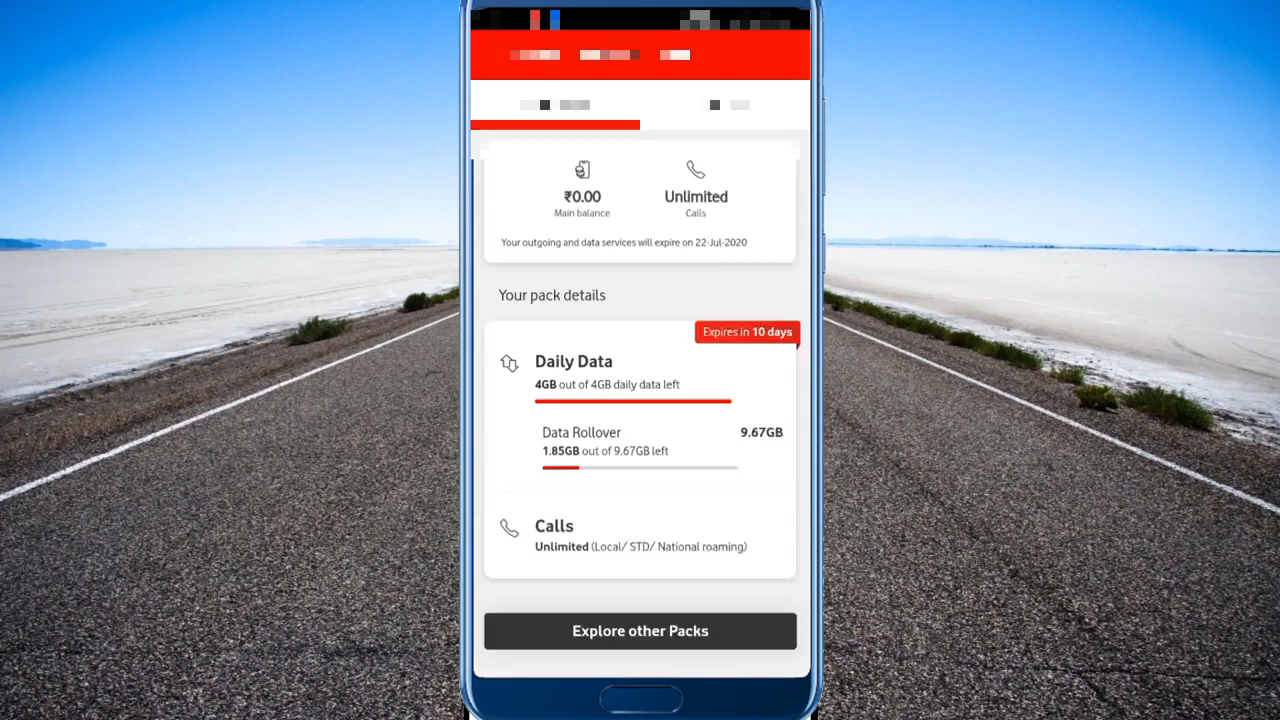 ₹0.00
Main balance
Unlimited
Calls
Your outgoing and data services will expire on 22-Jul-2020
Your pack details
Expires in 10 days
Daily Data
4GB out of 4GB daily data left
Data Rollover
9.67GB
1.85GB out of 9.67GB left
Calls
Unlimited (Local/ STD/ National roaming)
Explore other Packs